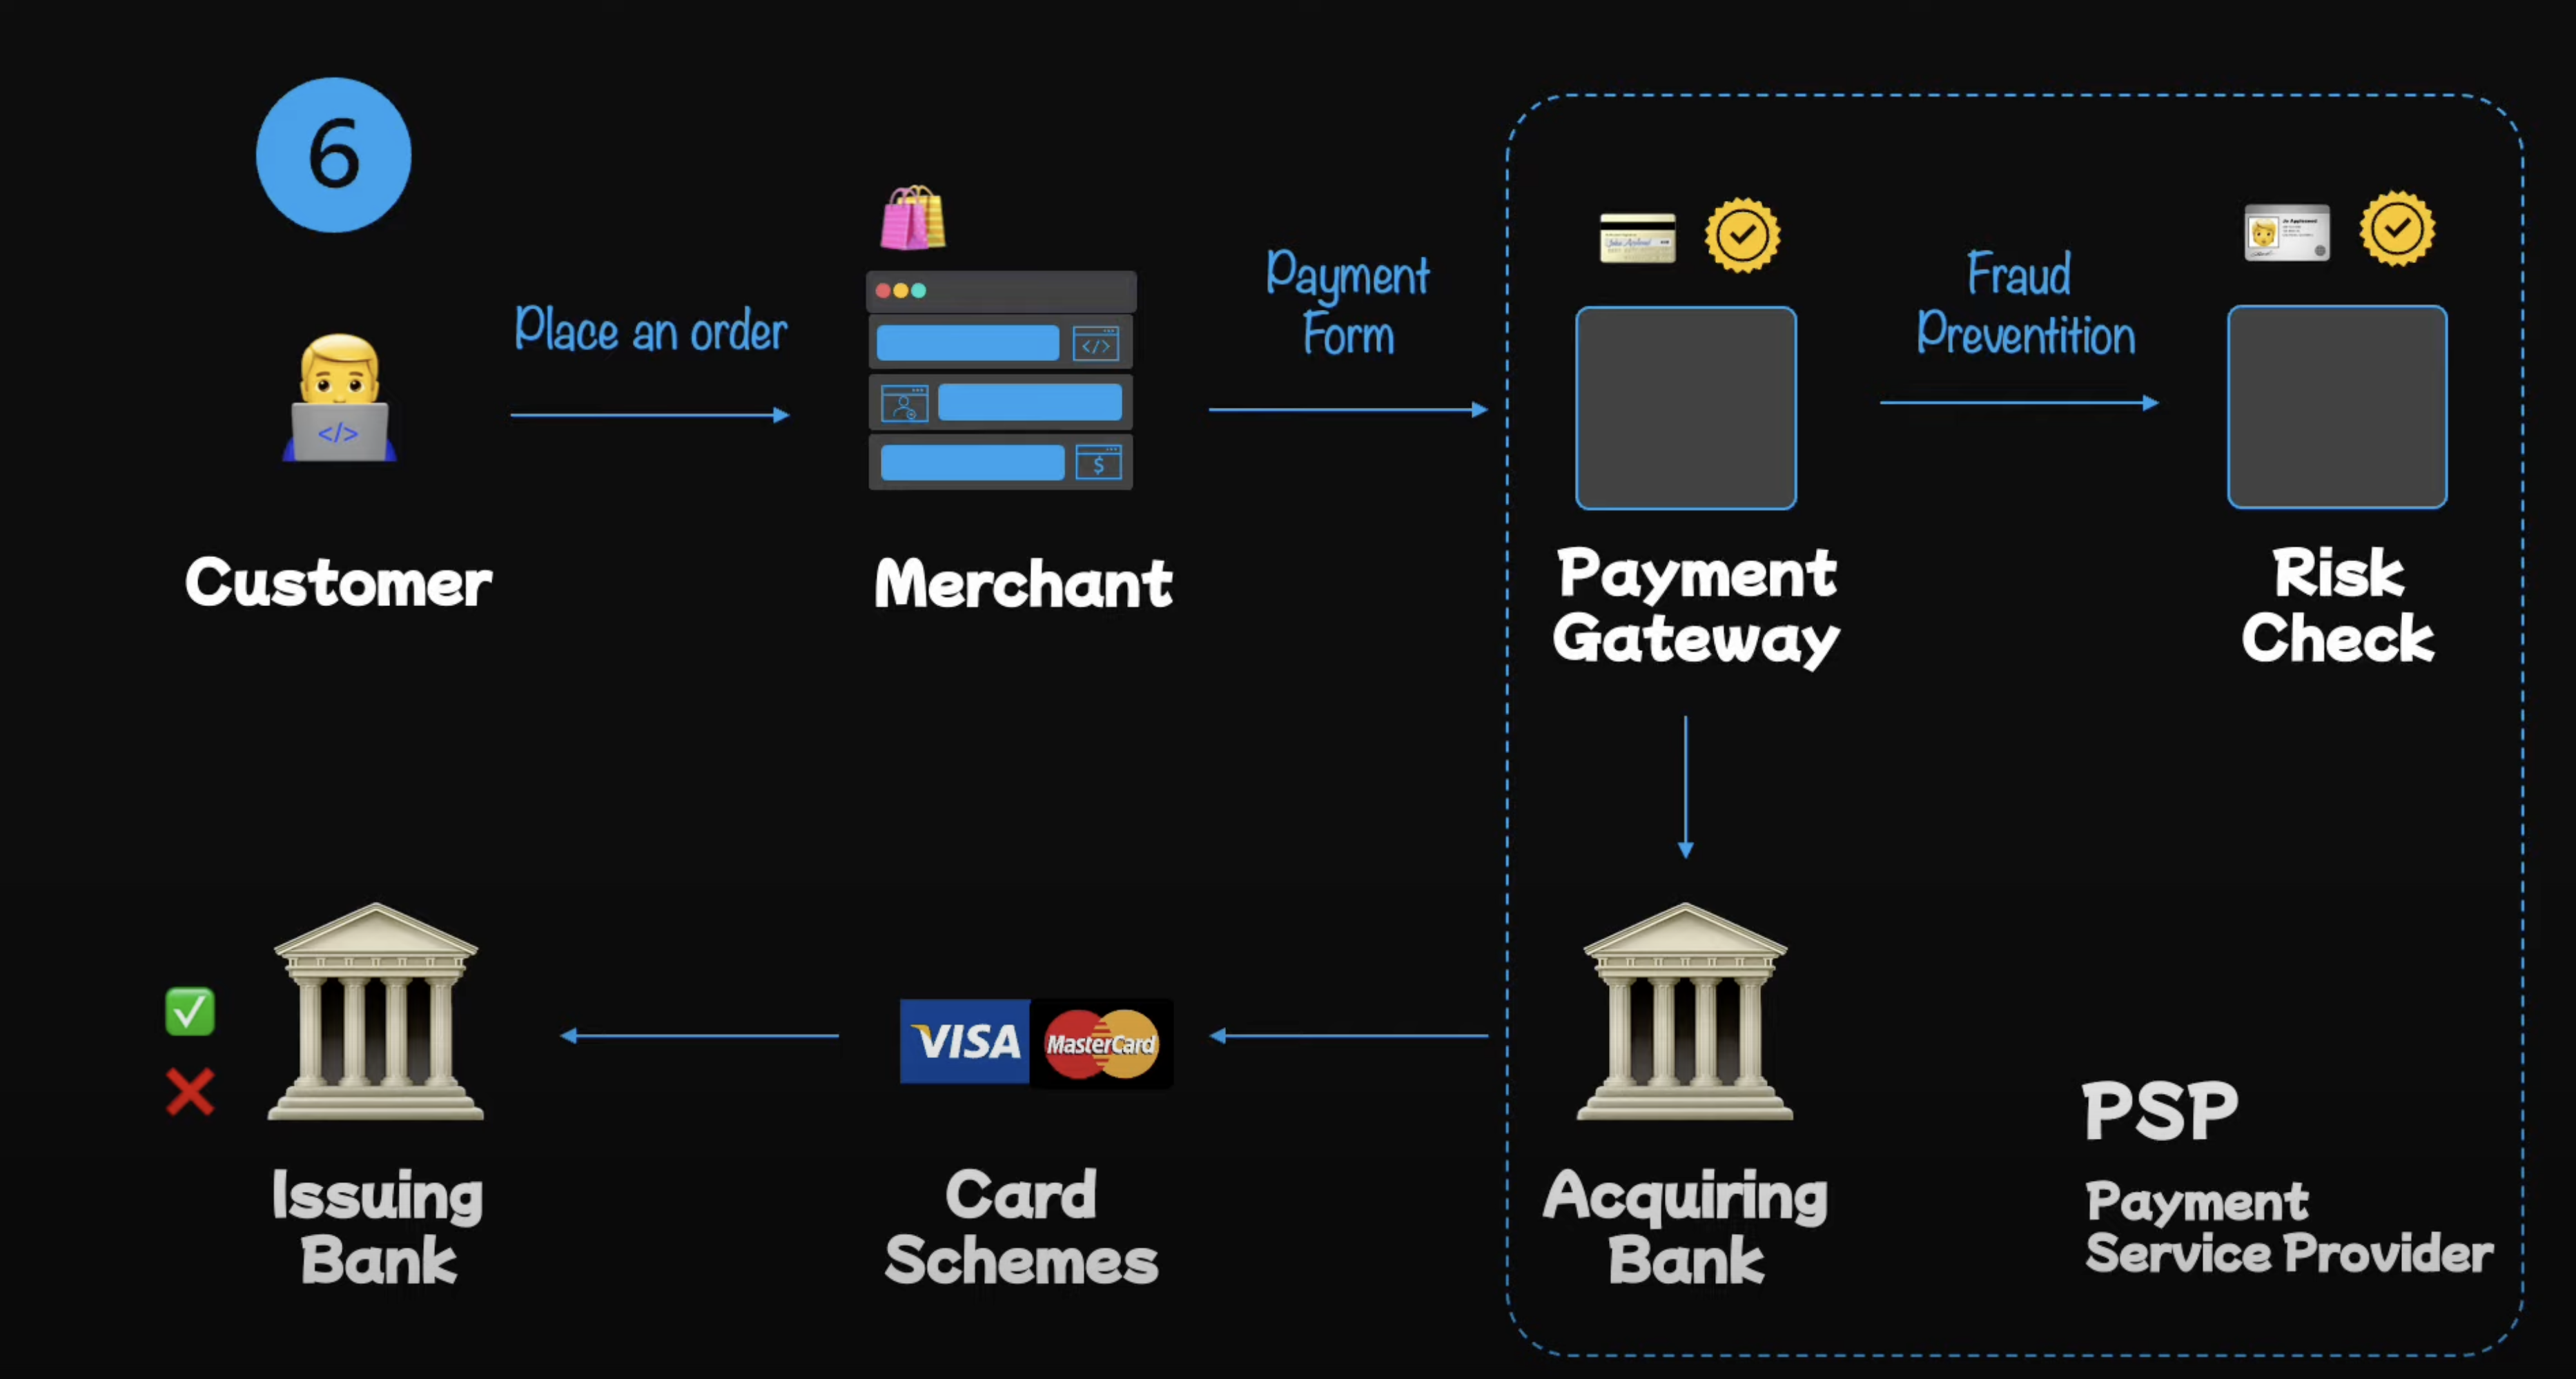 6
Place an order
Payment
Form
Fraud
Preventition
</>
</>
$
Customer
Merchant
Payment
Gateway
Risk
Check
VISA
MasterCard
Issuing
Bank
Card
Schemes
Acquiring
Bank
PSP
Payment
Service Provider